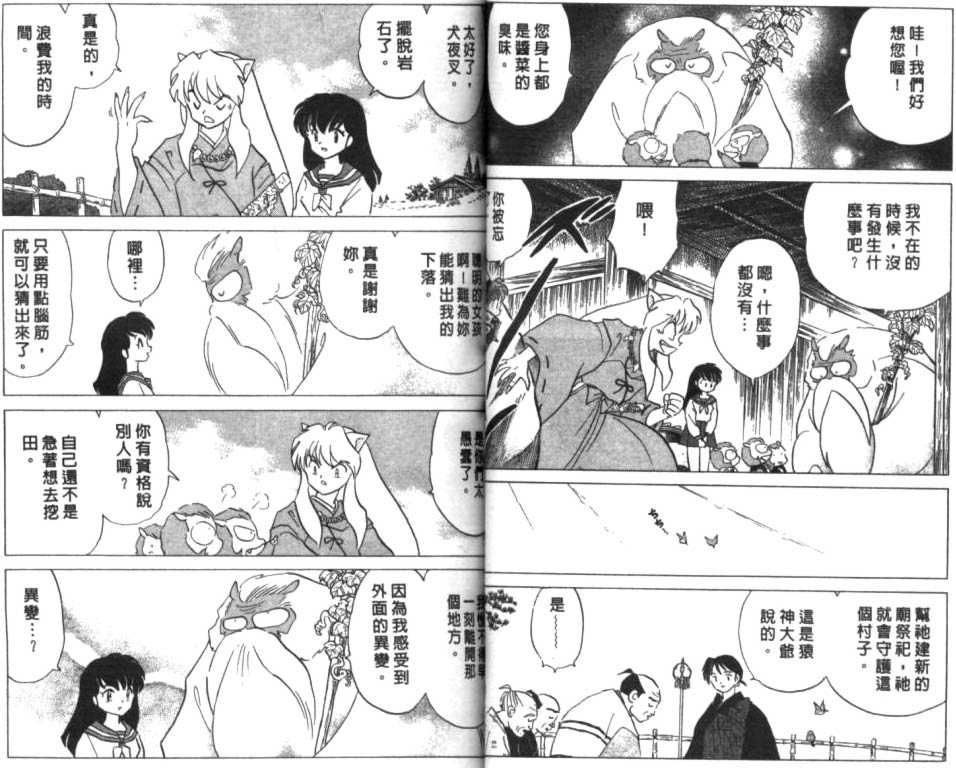 哇！我們好
想您喔！
您身上都
是醬菜的
臭味。
我不在的
時候，沒
有發生什
麼事吧？
嗯，什麼事
都沒有…
喂！
你被忘
幫祂建新的
廟祭祀，祂
就會守護這
個村子。
這是猿
神大爺
說的。
是
太好了，
犬夜叉。
擺脫岩
石了。
真是的，
浪費我的時
間。
聰明的女孩
啊！難為妳
能猜出我的
下落。
真是謝謝
妳。
哪裡…
只要用點腦筋，
就可以猜出來了。
是你們太
愚蠢了。
你有資格說
別人嗎？
自己還不是
急著想去挖
田。
一刻離開那
個地方。
因為我感受到
外面的異變。
異變…？